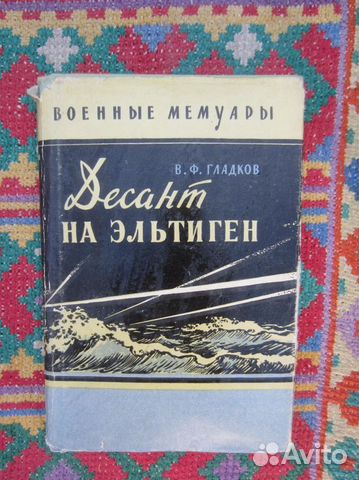 ВОЕННЫЕ МЕМУАРЫ
В. Ф. ГЛАДКОВ
Десант
НА ЭЛЬТИГЕН
Avito